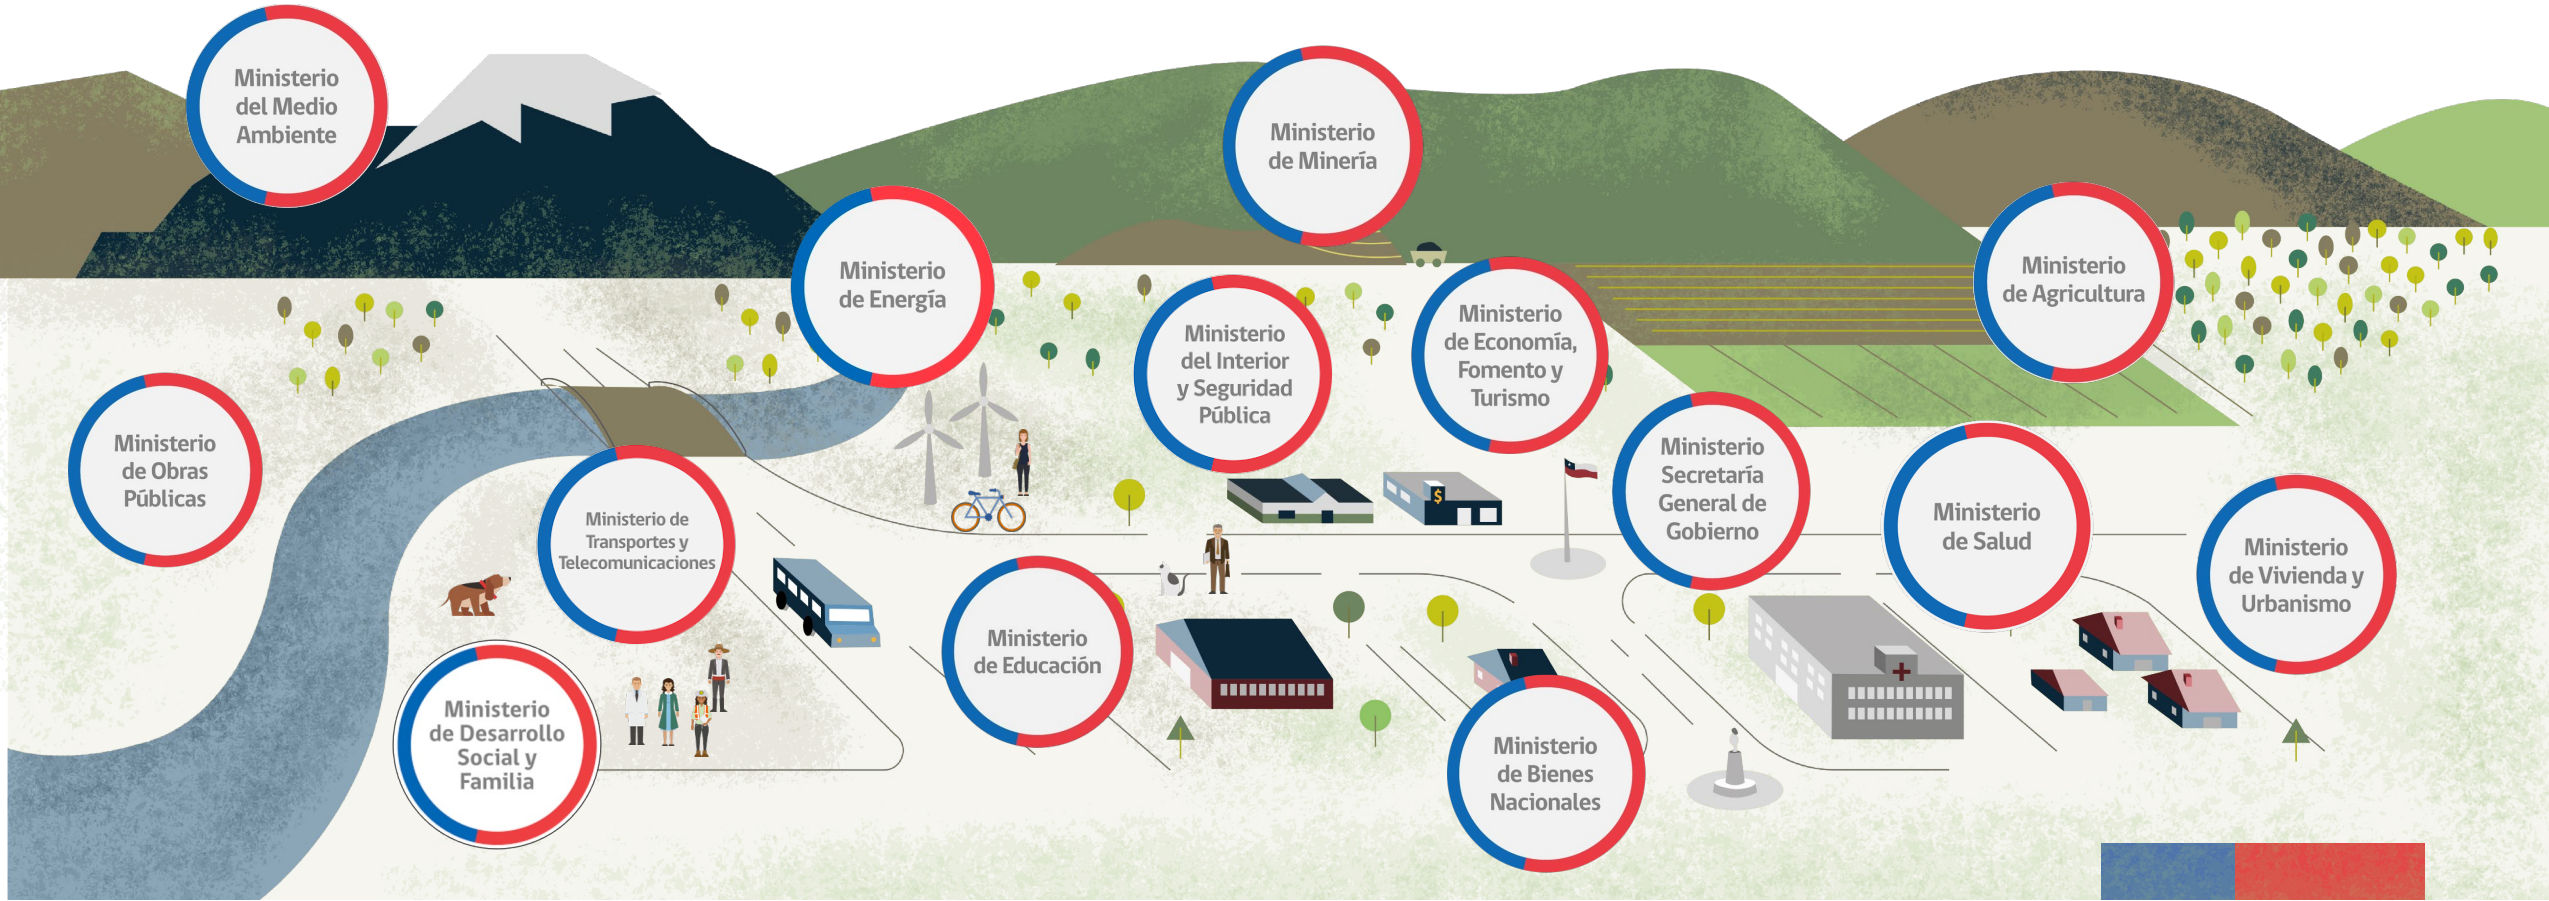 Ministerio
del Medio
Ambiente
Ministerio
de Minería
Ministerio
de Energía
Ministerio
de Agricultura
Ministerio
del Interior
y Seguridad
Pública
Ministerio
de Economía,
Fomento y
Turismo
Ministerio
de Obras
Públicas
Ministerio
Secretaría
General de
Gobierno
Ministerio de
Transportes y
Telecomunicaciones
Ministerio
de Salud
Ministerio
de Vivienda y
Urbanismo
$
Ministerio
de Educación
Ministerio
de Desarrollo
Social y
Familia
Ministerio
de Bienes
Nacionales